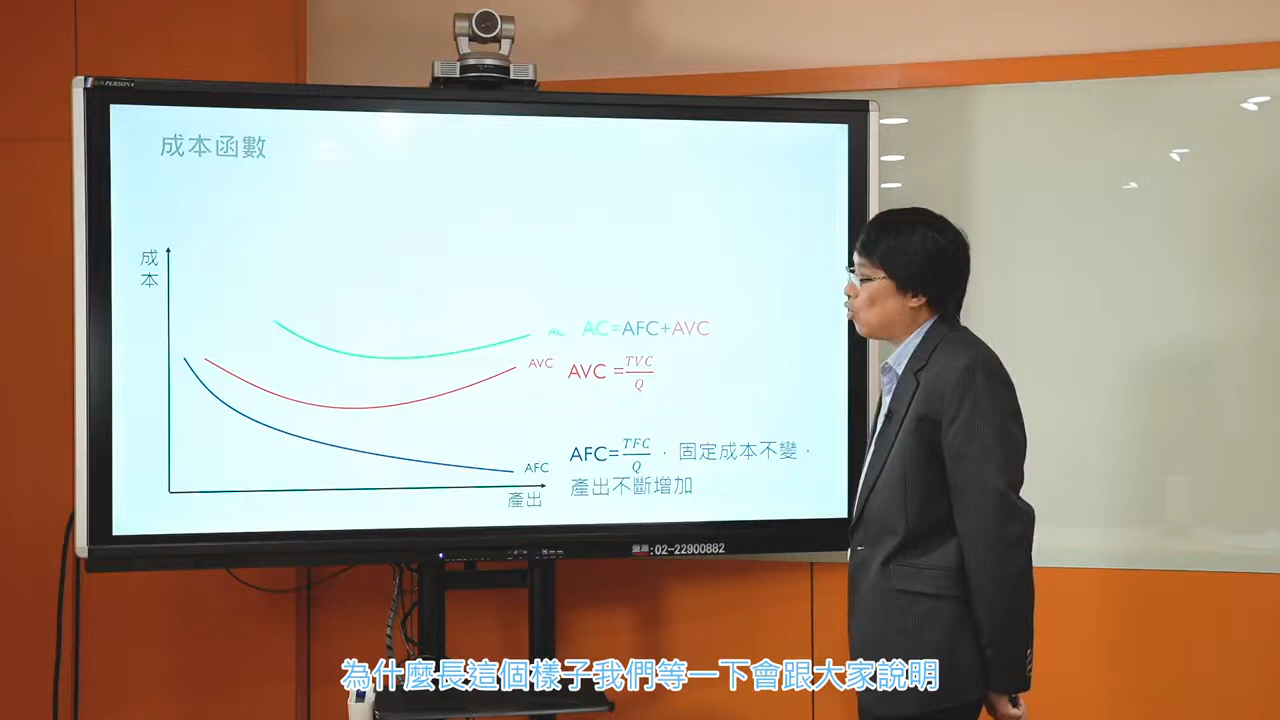 PERSONA
成本函數
成
本
AC AC=AFC+AVC
AVC AVC =TVC/Q
AFC AFC=TFC/Q , 固定成本不變,
產出不斷增加
產出
:02-22900882
為什麼長這個樣子我們等一下會跟大家說明